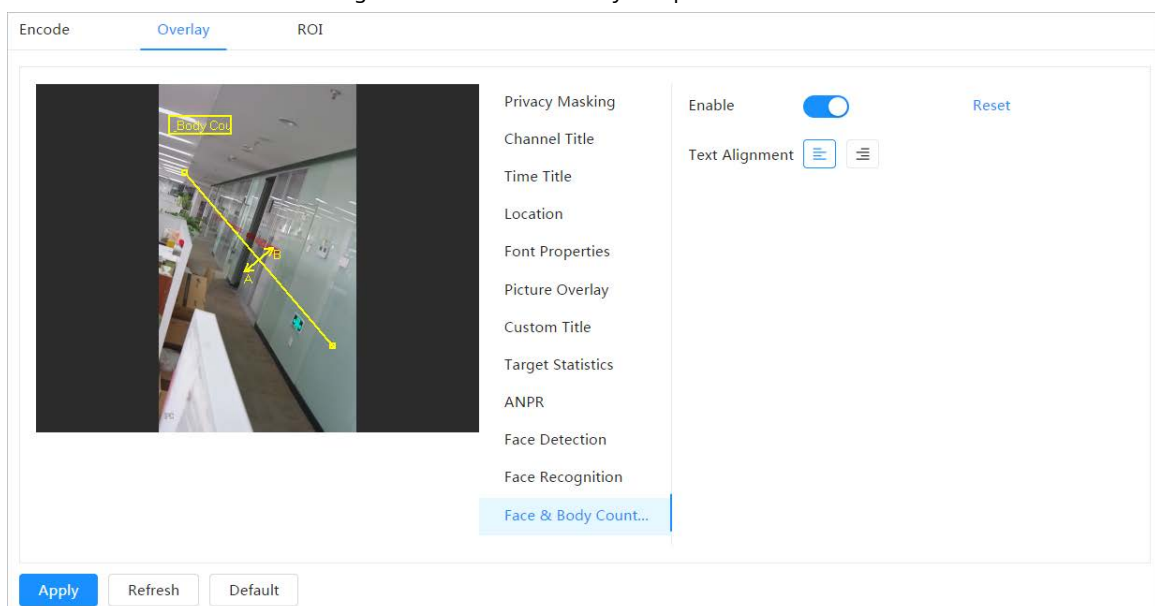 Encode Overlay ROI
Body Cou
B
A
Privacy Masking
Channel Title
Time Title
Location
Font Properties
Picture Overlay
Custom Title
Target Statistics
ANPR
Face Detection
Face Recognition
Face & Body Count...
Enable Reset
Text Alignment
Apply Refresh Default